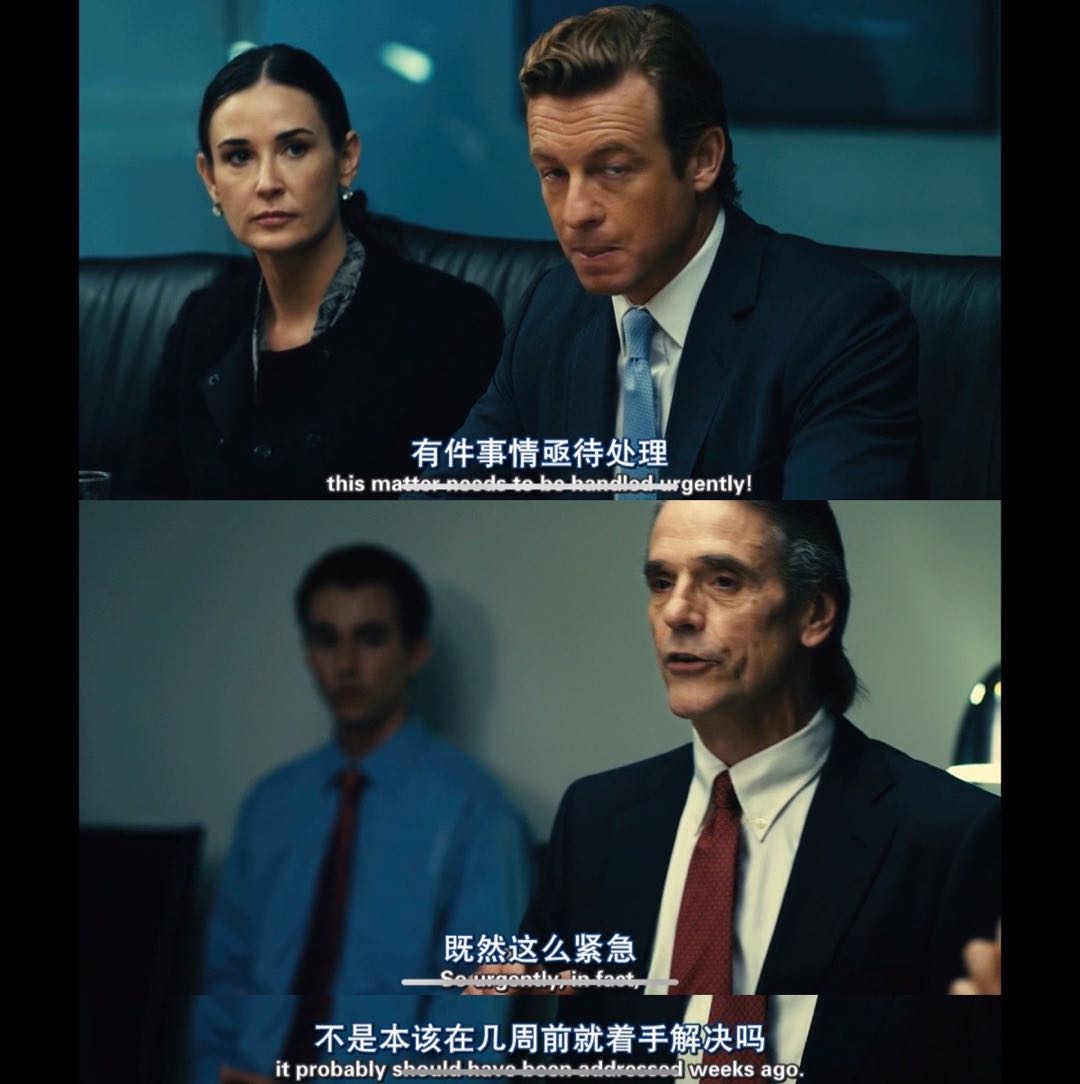 有件事情亟待处理
this matter needs to be handled urgently!
既然这么紧急
So urgently, in fact,
不是本该在几周前就着手解决吗
it probably should have been addressed weeks ago.